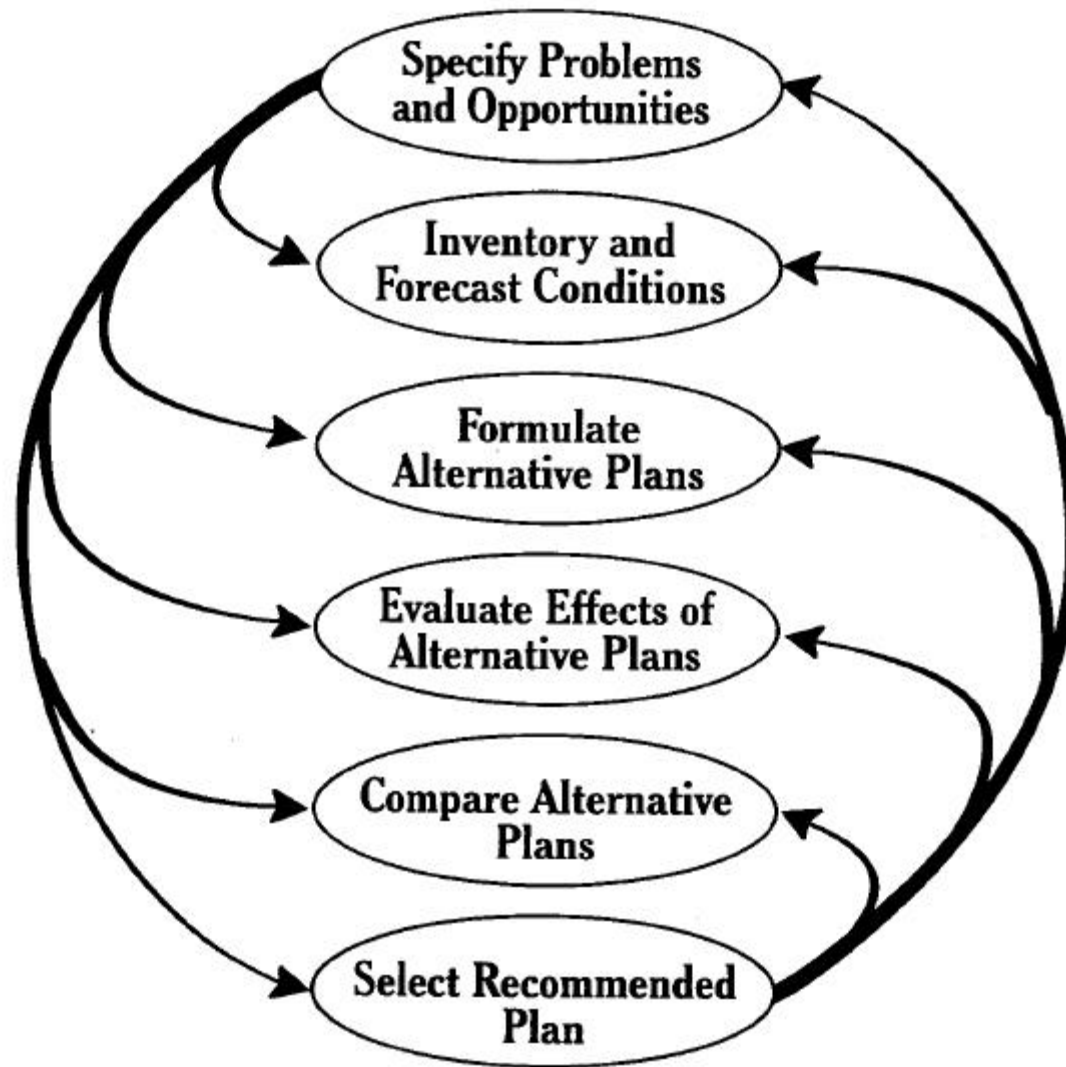 Specify Problems
and Opportunities
Inventory and
Forecast Conditions
Formulate
Alternative Plans
Evaluate Effects of
Alternative Plans
Compare Alternative
Plans
Select Recommended
Plan